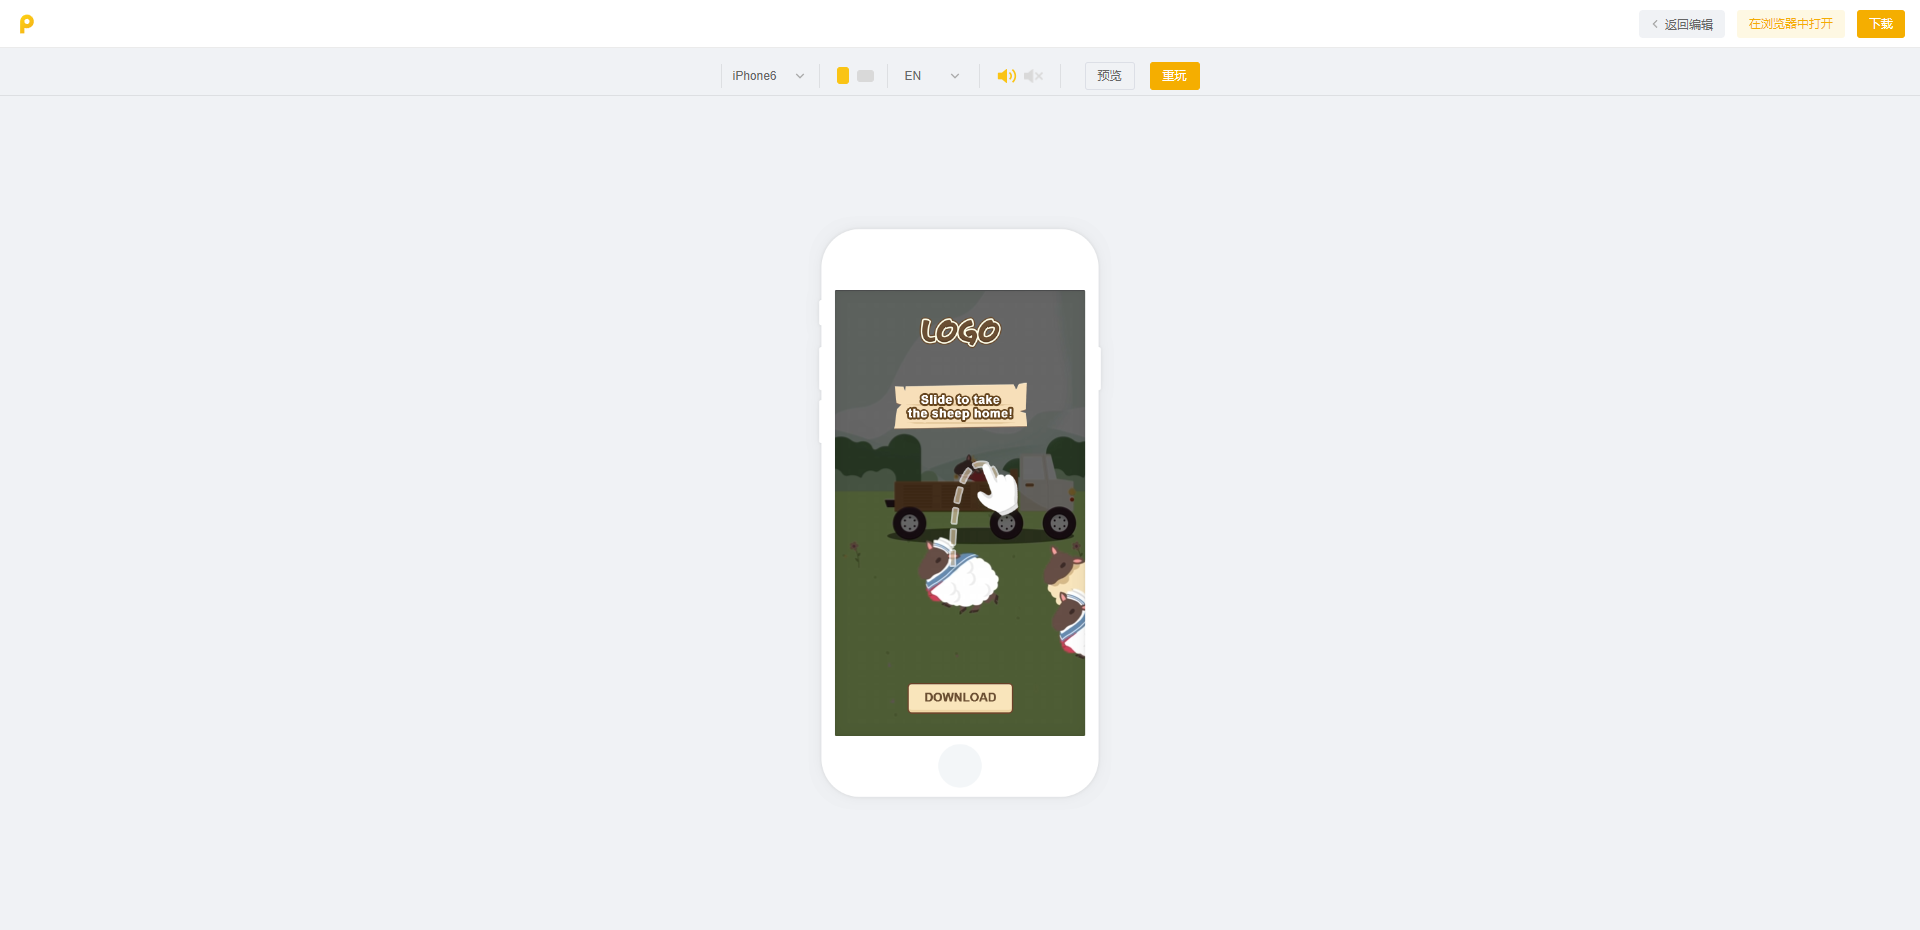 返回编辑
在浏览器中打开
下载
iPhone6
EN
预览
重玩
LOGO
Slide to take
the sheep home!
DOWNLOAD